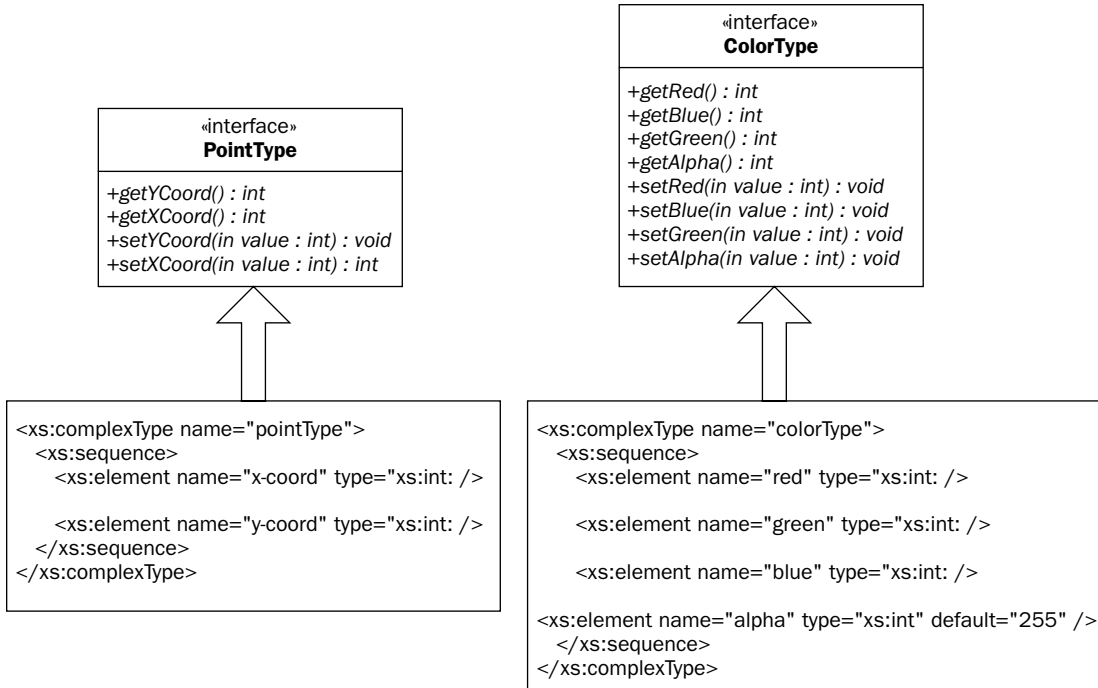 «interface»
PointType
+getYCoord() : int
+getXCoord() : int
+setYCoord(in value : int) : void
+setXCoord(in value : int) : int
<xs:complexType name="pointType">
<xs:sequence>
<xs:element name="x-coord" type="xs:int: />
<xs:element name="y-coord" type="xs:int: />
</xs:sequence>
</xs:complexType>
«interface»
ColorType
+getRed() : int
+getBlue() : int
+getGreen() : int
+getAlpha() : int
+setRed(in value : int) : void
+setBlue(in value : int) : void
+setGreen(in value : int) : void
+setAlpha(in value : int) : void
<xs:complexType name="colorType">
<xs:sequence>
<xs:element name="red" type="xs:int: />
<xs:element name="green" type="xs:int: />
<xs:element name="blue" type="xs:int: />
<xs:element name="alpha" type="xs:int" default="255" />
</xs:sequence>
</xs:complexType>